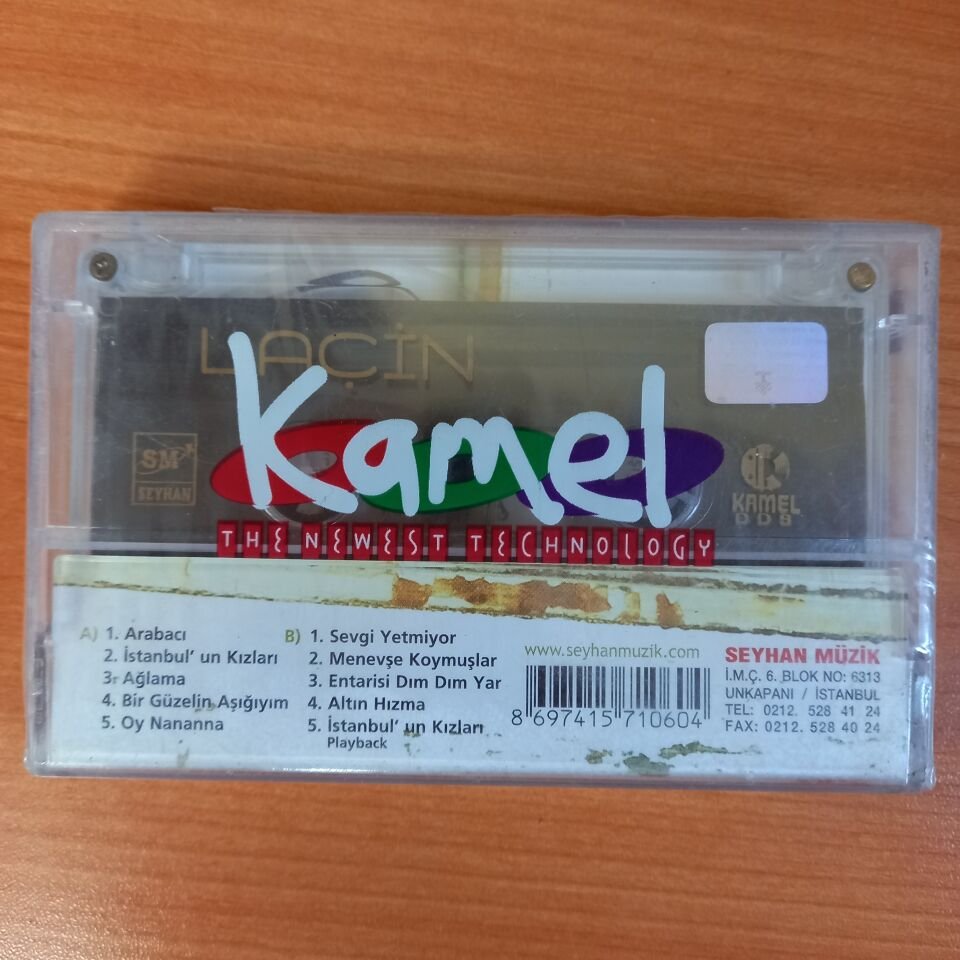 LAÇİN
Kamel
THE NEWEST TECHNOLOGY
SM
SEYHAN
KAMEL
DDS
A) 1. Arabacı
2. İstanbul' un Kızları
3. Ağlama
4. Bir Güzelin Aşığıyım
5. Oy Nananna
B) 1. Sevgi Yetmiyor
2. Menevşe Koymuşlar
3. Entarisi Dım Dım Yar
4. Altın Hızma
5. İstanbul' un Kızları
Playback
www.seyhanmuzik.com
8 697415 710604
SEYHAN MÜZİK
İ.M.Ç. 6. BLOK NO: 6313
UNKAPANI / İSTANBUL
TEL: 0212. 528 41 24
FAX: 0212. 528 40 24